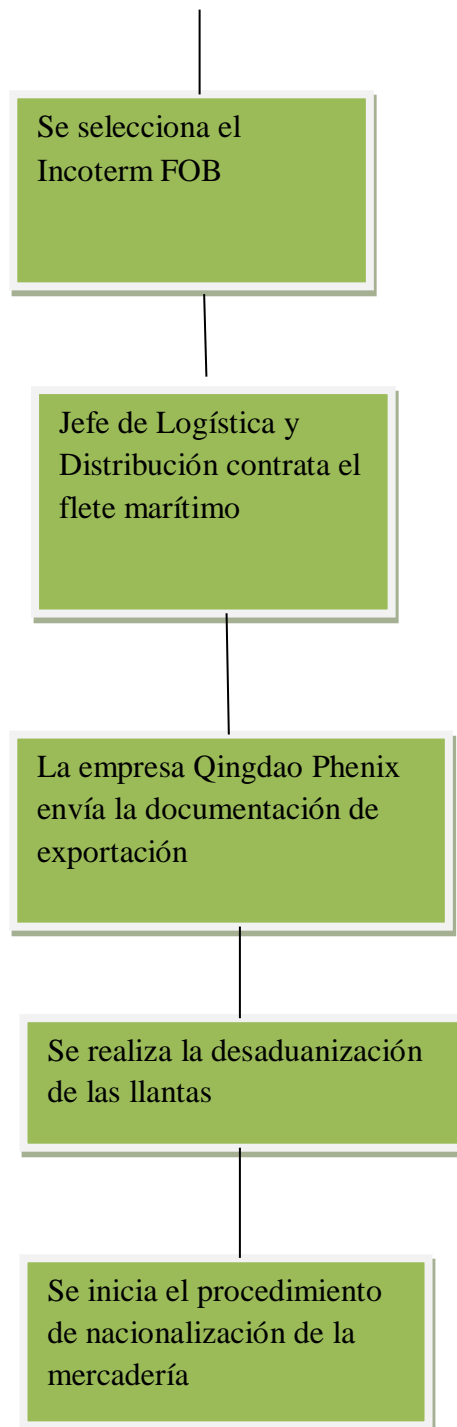 Se selecciona el
Incoterm FOB
Jefe de Logística y
Distribución contrata el
flete marítimo
La empresa Qingdao Phenix
envía la documentación de
exportación
Se realiza la desaduanización
de las llantas
Se inicia el procedimiento
de nacionalización de la
mercadería